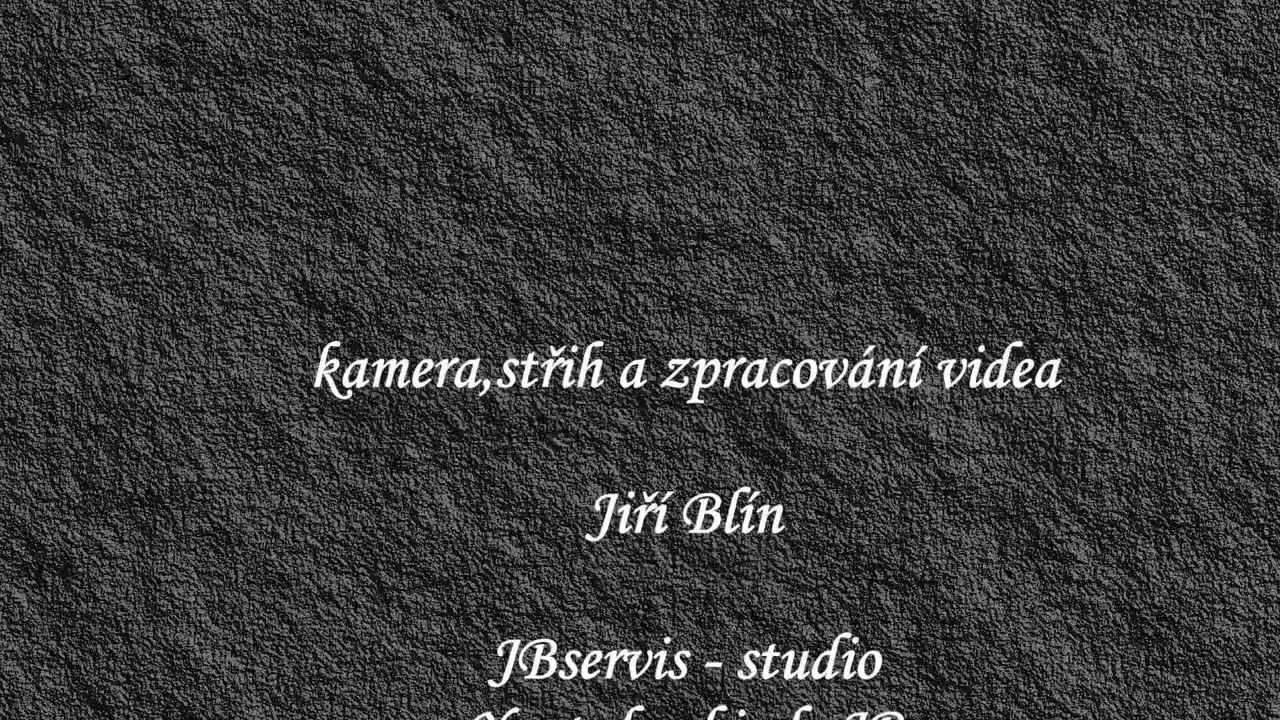 kamera,střih a zpracování videa
Jiří Blín
JBservis - studio